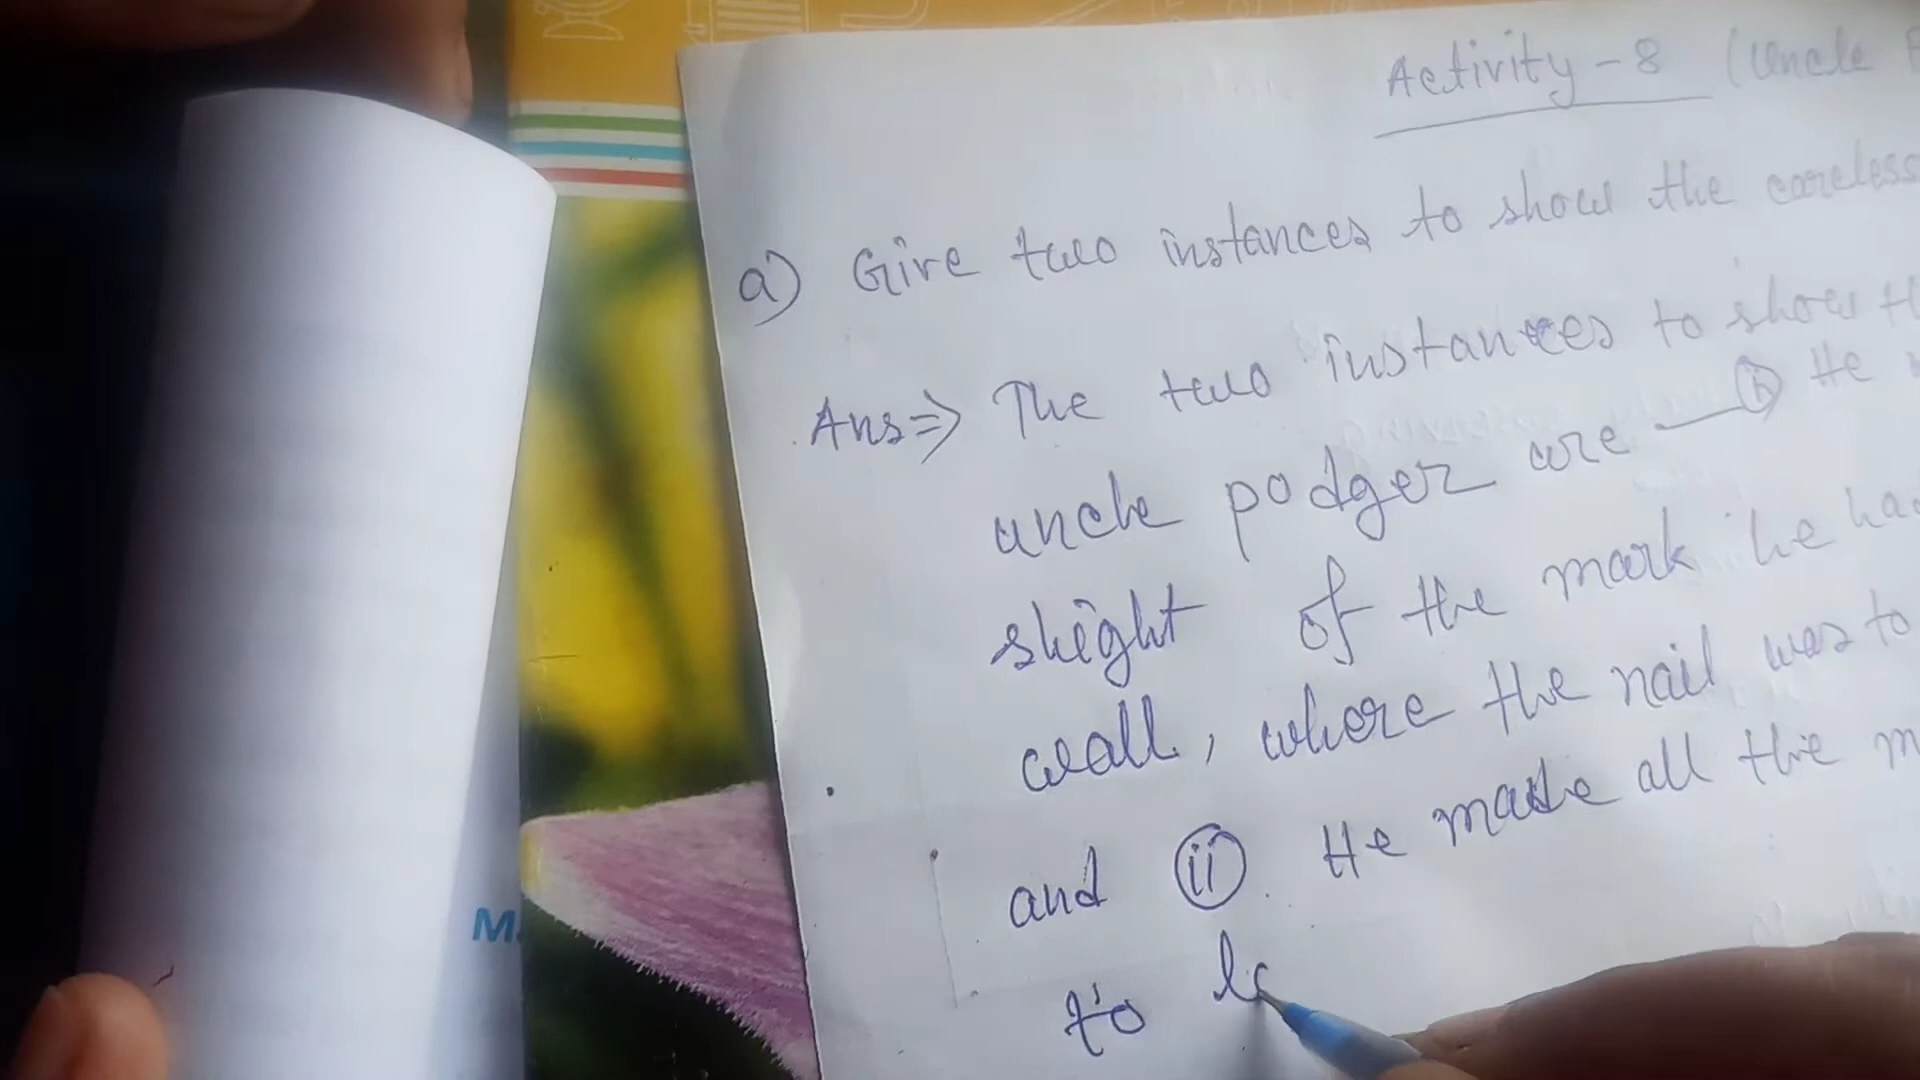 Activity - 8 (Uncle
a) Give two instances to show the careless
Ans⇒ The two instances to show
uncle podger are — (i) He
slight of the mark he had
wall, where the nail was to
and (ii) He made all the
to
M